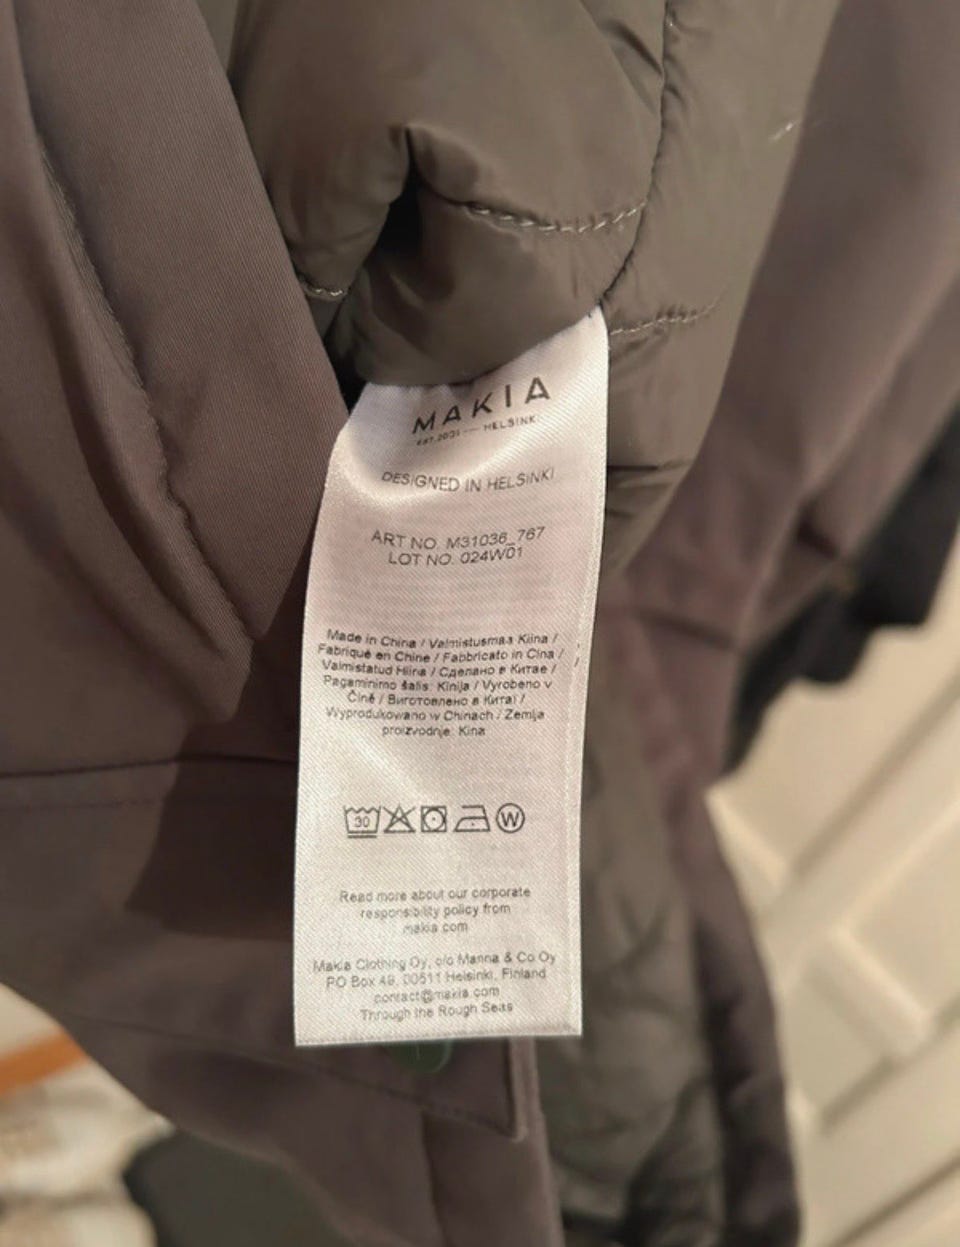 MAKIA
EST.2001 — HELSINKI
DESIGNED IN HELSINKI
ART NO. M31036_767
LOT NO. 024W01
Made in China / Valmistusmaa Kiina /
Fabriqué en Chine / Fabbricato in Cina /
Valmistatud Hiina / Сделано в Китае /
Pagaminimo šalis: Kinija / Vyrobeno v
Číně / Виготовлено в Китаї /
Wyprodukowano w Chinach / Zemlja
proizvodnje: Kina
30 W
Read more about our corporate
responsibility policy from
makia.com
Makia Clothing Oy, c/o Manna & Co Oy
PO Box 49, 00511 Helsinki, Finland
contact@makia.com
Through the Rough Seas